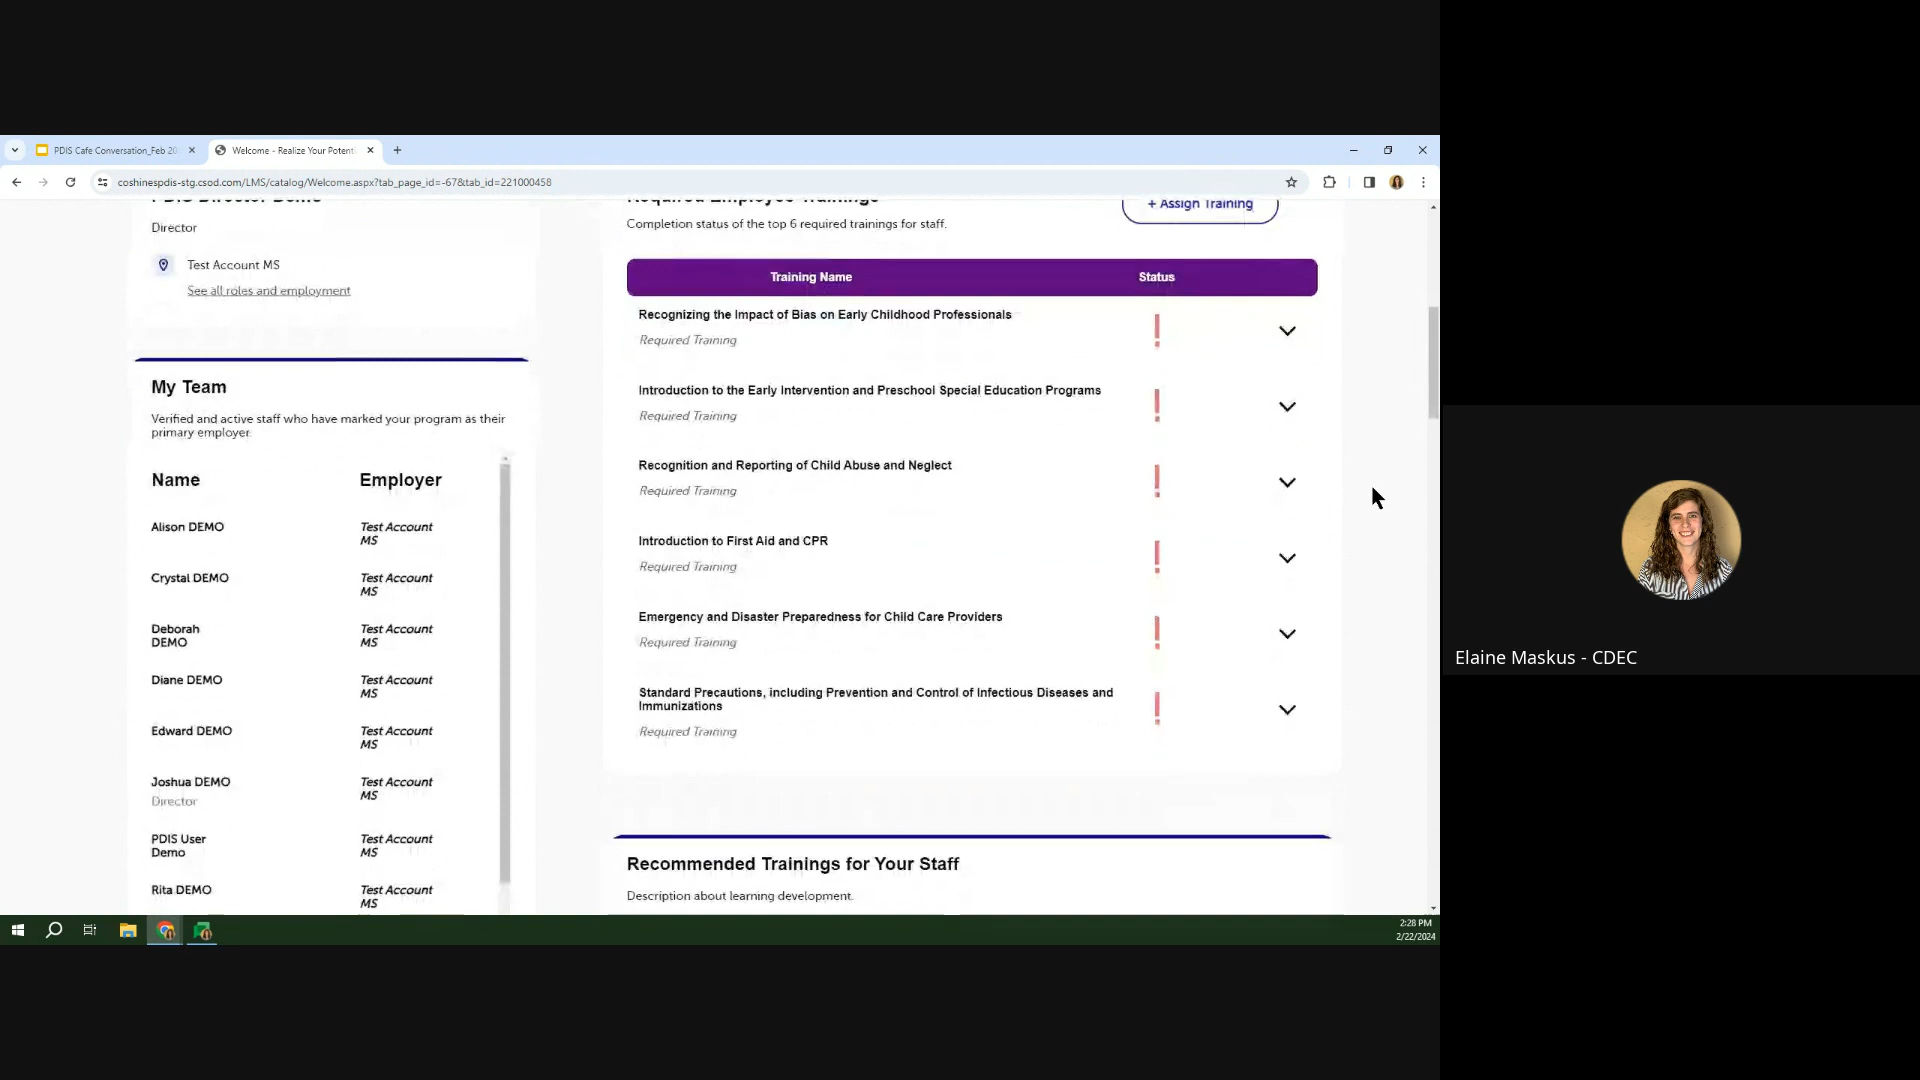 PDIS Cafe Conversation_Feb 20
Welcome - Realize Your Potent
coshinespdis-stg.csod.com/LMS/catalog/Welcome.aspx?tab_page_id=-67&tab_id=221000458
PDIS Director Demo
Director
Test Account MS
See all roles and employment
My Team
Verified and active staff who have marked your program as their
primary employer.
Name Employer
Alison DEMO Test Account
MS
Crystal DEMO Test Account
MS
Deborah Test Account
DEMO MS
Diane DEMO Test Account
MS
Edward DEMO Test Account
MS
Joshua DEMO Test Account
Director MS
PDIS User Test Account
Demo MS
Rita DEMO Test Account
MS
Required Employee Trainings
+ Assign Training
Completion status of the top 6 required trainings for staff.
Training Name Status
Recognizing the Impact of Bias on Early Childhood Professionals
Required Training
Introduction to the Early Intervention and Preschool Special Education Programs
Required Training
Recognition and Reporting of Child Abuse and Neglect
Required Training
Introduction to First Aid and CPR
Required Training
Emergency and Disaster Preparedness for Child Care Providers
Required Training
Standard Precautions, including Prevention and Control of Infectious Diseases and
Immunizations
Required Training
Recommended Trainings for Your Staff
Description about learning development.
2:28 PM
2/22/2024
Elaine Maskus - CDEC